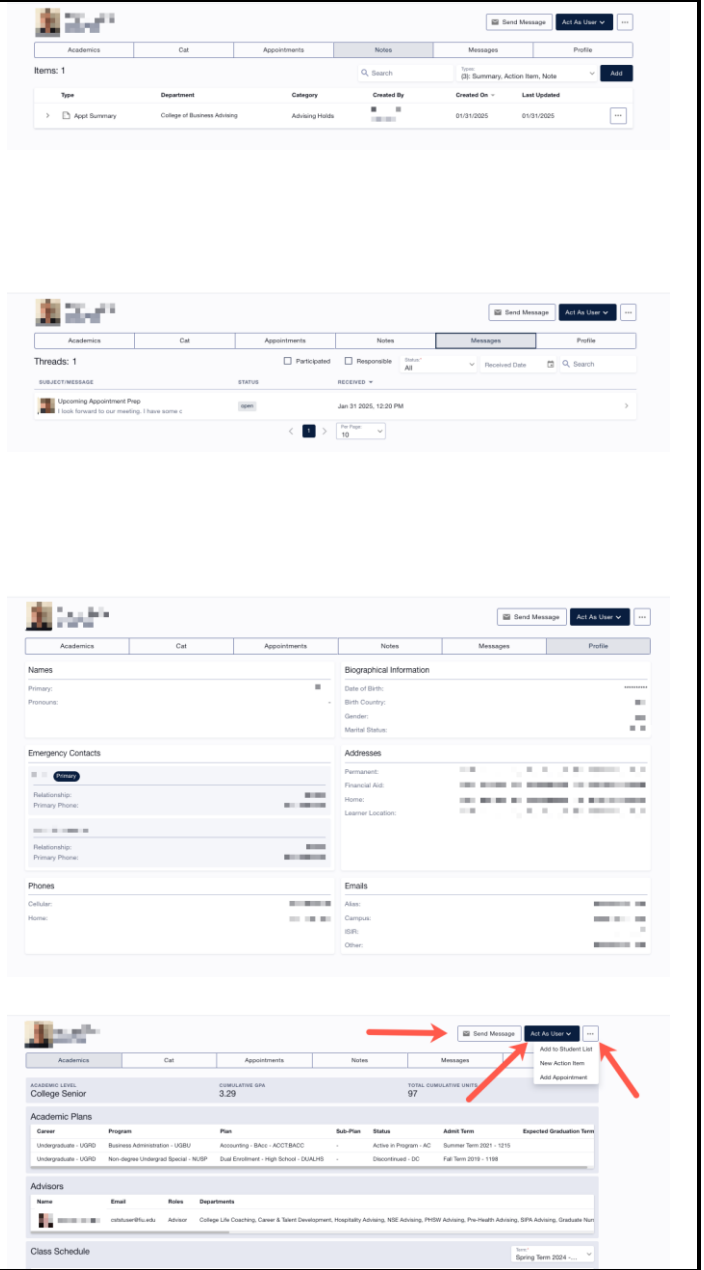 Send Message Act As User ...
Academics Cat Appointments Notes Messages Profile
Items: 1 Search Types (3): Summary, Action Item, Note Add
Type Department Category Created By Created On Last Updated
Appt Summary College of Business Advising Advising Holds 01/31/2025 01/31/2025 ...
Send Message Act As User ...
Academics Cat Appointments Notes Messages Profile
Threads: 1 Participated Responsible Status* All Received Date Search
SUBJECT/MESSAGE STATUS RECEIVED
Upcoming Appointment Prep
I look forward to our meeting. I have some c open Jan 31 2025, 12:20 PM
1 Per Page 10
Send Message Act As User ...
Academics Cat Appointments Notes Messages Profile
Names
Primary:
Pronouns: -
Biographical Information
Date of Birth: **********
Birth Country:
Gender:
Marital Status:
Emergency Contacts
Primary
Relationship:
Primary Phone:
Relationship:
Primary Phone:
Addresses
Permanent:
Financial Aid:
Home:
Learner Location:
Phones
Cellular:
Home:
Emails
Alias:
Campus:
ISIR:
Other:
Send Message Act As User ...
Add to Student List
New Action Item
Add Appointment
Academics Cat Appointments Notes Messages
ACADEMIC LEVEL CUMULATIVE GPA TOTAL CUMULATIVE UNITS
College Senior 3.29 97
Academic Plans
Career Program Plan Sub-Plan Status Admit Term Expected Graduation Term
Undergraduate - UGRD Business Administration - UGBU Accounting - BAcc - ACCT:BACC - Active in Program - AC Summer Term 2021 - 1215
Undergraduate - UGRD Non-degree Undergrad Special - NUSP Dual Enrollment - High School - DUALHS - Discontinued - DC Fall Term 2019 - 1198
Advisors
Name Email Roles Departments
cslstuser@fiu.edu Advisor College Life Coaching, Career & Talent Development, Hospitality Advising, NSE Advising, PHSW Advising, Pre-Health Advising, SIPA Advising, Graduate Nurs
Class Schedule Term* Spring Term 2024 -...